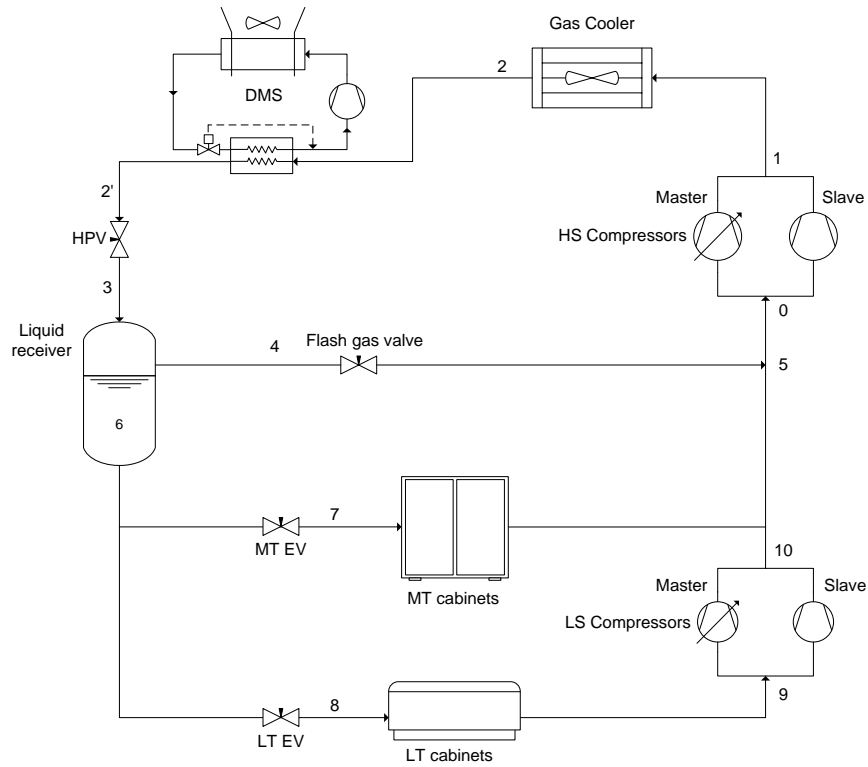 Gas Cooler
2
DMS
1
Master
Slave
2'
HPV
HS Compressors
3
0
Liquid
receiver
4
Flash gas valve
5
6
7
MT EV
10
MT cabinets
Master
Slave
LS Compressors
8
9
LT EV
LT cabinets